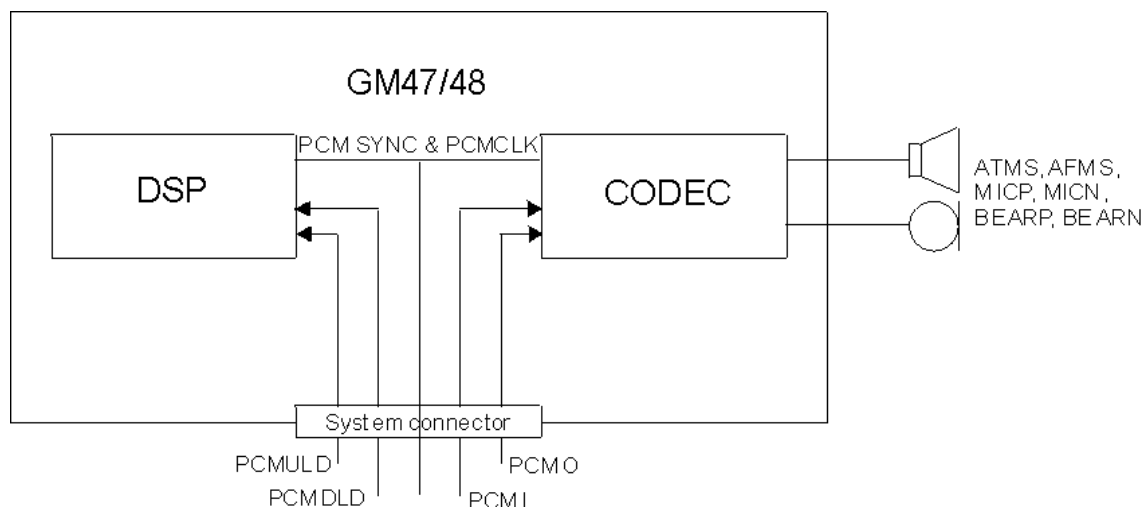 GM47/48
PCM SYNC & PCMCLK
DSP
CODEC
ATMS, AFMS,
MICP, MICN,
BEARP, BEARN
System connector
PCMULD
PCMO
PCMDLD
PCMI